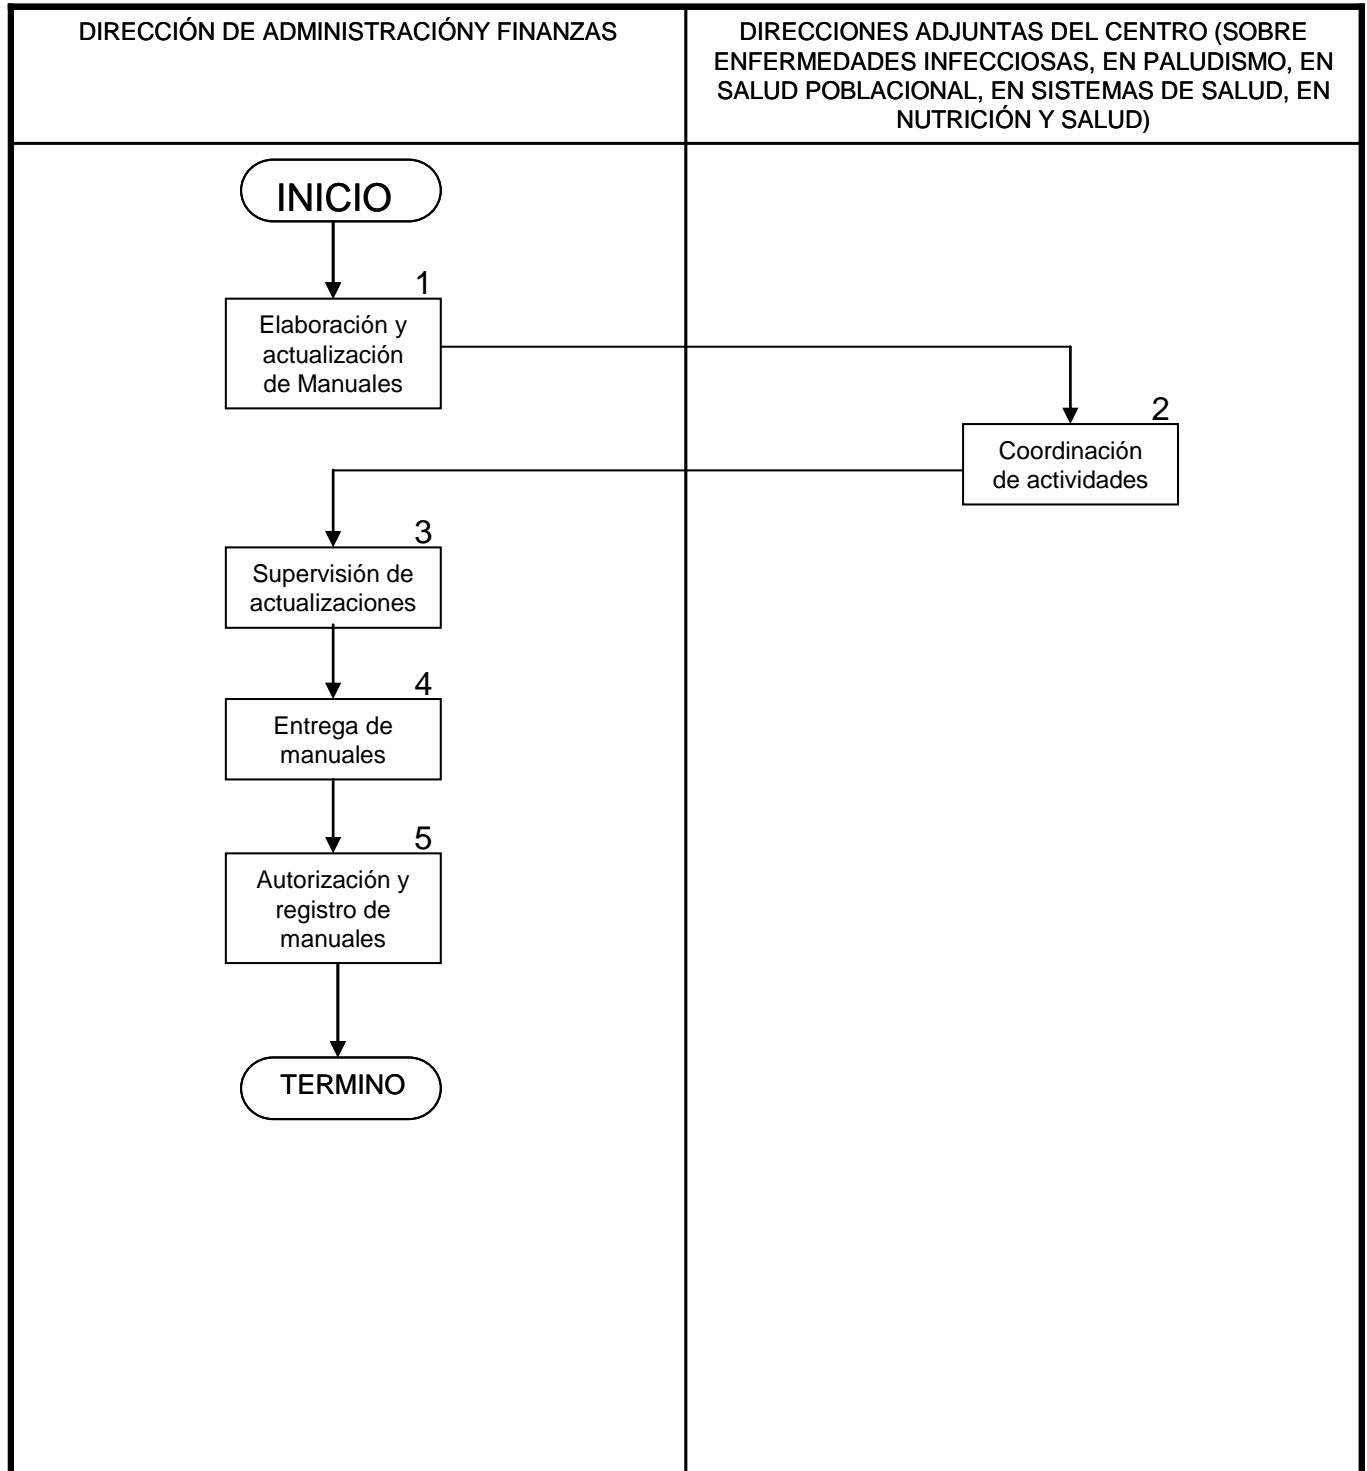 DIRECCIÓN DE ADMINISTRACIÓNY FINANZAS
DIRECCIONES ADJUNTAS DEL CENTRO (SOBRE
ENFERMEDADES INFECCIOSAS, EN PALUDISMO, EN
SALUD POBLACIONAL, EN SISTEMAS DE SALUD, EN
NUTRICIÓN Y SALUD)
INICIO
1
Elaboración y
actualización
de Manuales
2
Coordinación
de actividades
3
Supervisión de
actualizaciones
4
Entrega de
manuales
5
Autorización y
registro de
manuales
TERMINO